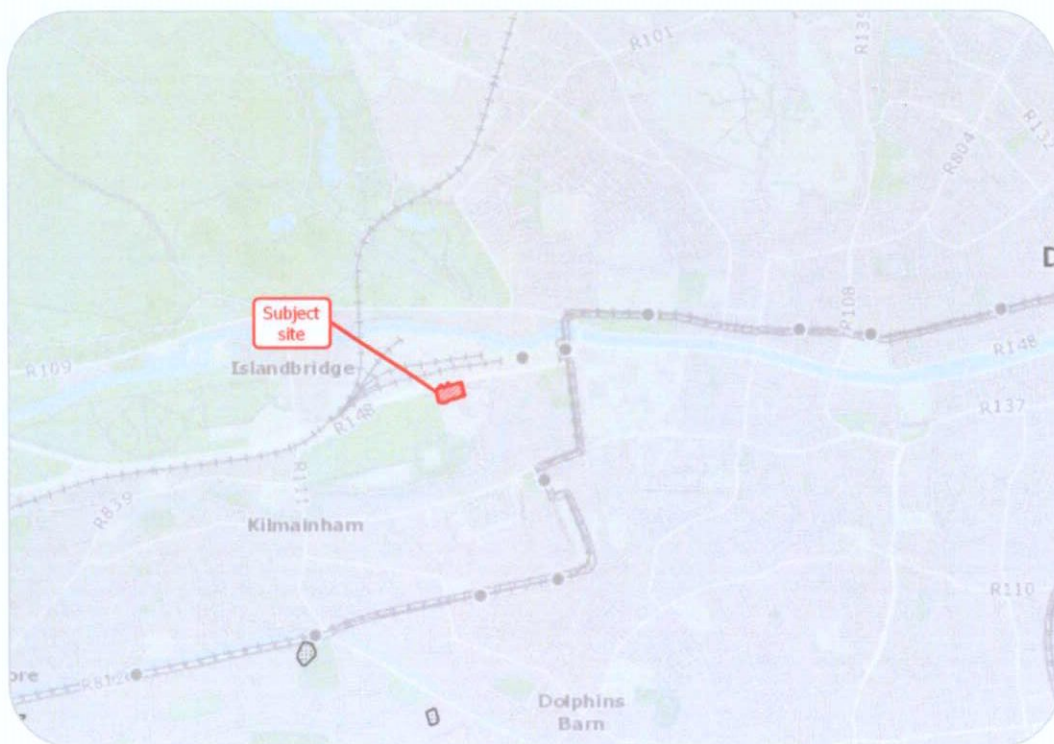 R101
R135
R132
R804
D
Subject
site
R108
R148
R109
Islandbridge
R148
R137
R111
R839
Kilmainham
R110
ore
R812
Dolphins
Barn